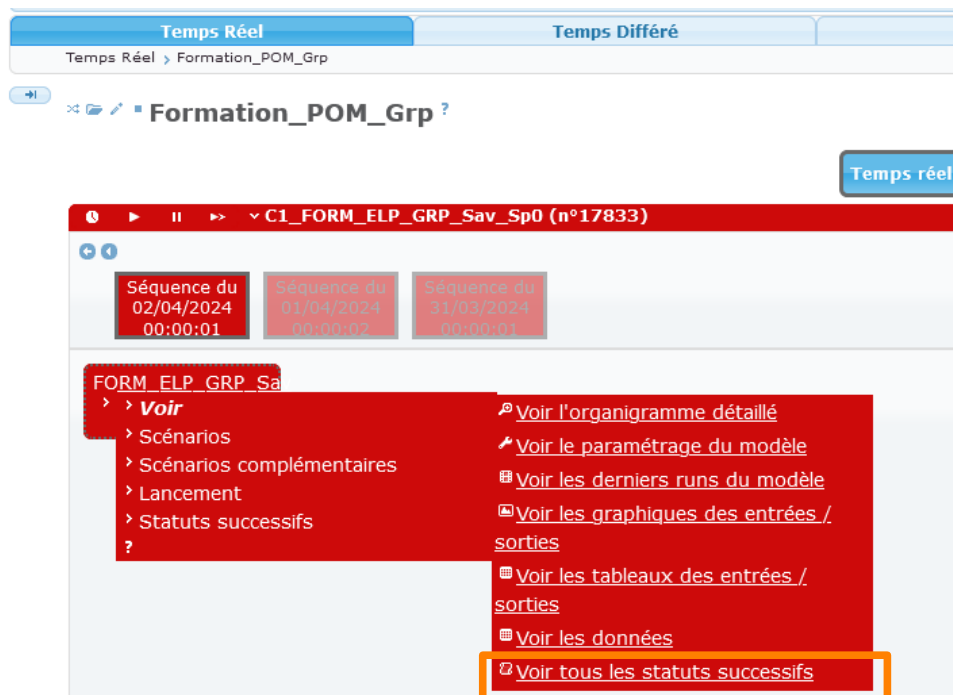 Temps Réel
Temps Différé
Temps Réel > Formation_POM_Grp
Formation_POM_Grp ?
Temps réel
C1_FORM_ELP_GRP_Sav_Sp0 (n°17833)
Séquence du
02/04/2024
00:00:01
Séquence du
01/04/2024
00:00:02
Séquence du
31/03/2024
00:00:01
FORM_ELP_GRP_Sa
Voir
Scénarios
Scénarios complémentaires
Lancement
Statuts successifs
?
Voir l'organigramme détaillé
Voir le paramétrage du modèle
Voir les derniers runs du modèle
Voir les graphiques des entrées /
sorties
Voir les tableaux des entrées /
sorties
Voir les données
Voir tous les statuts successifs